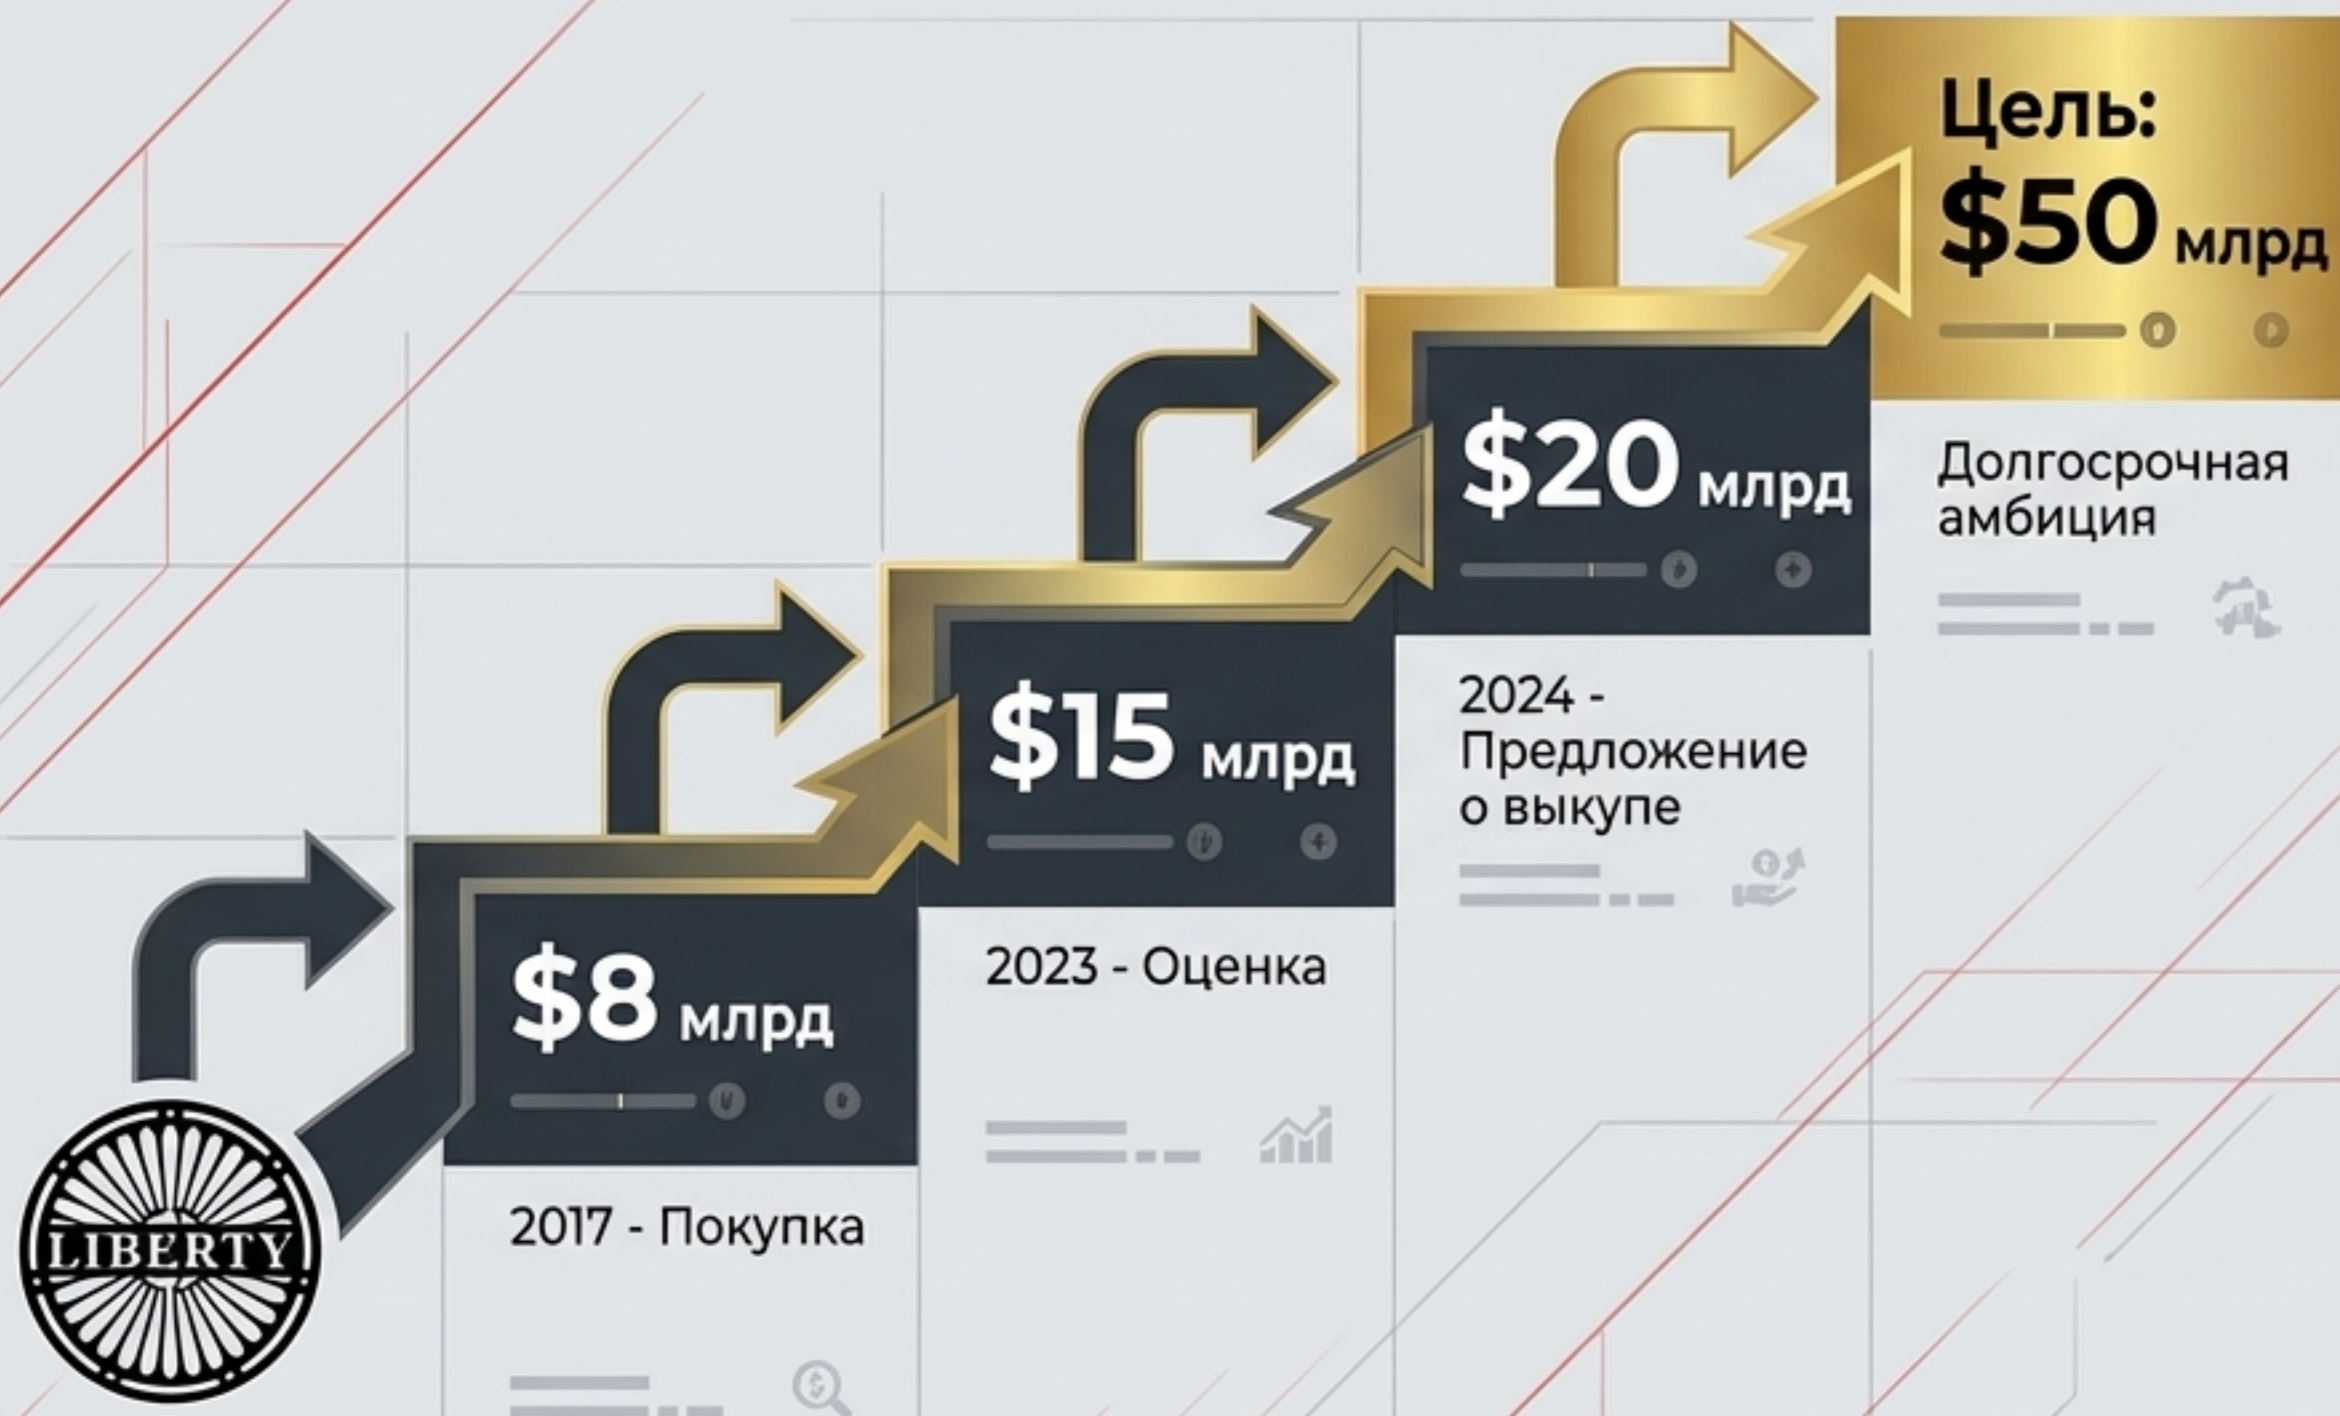 Цель:
$50 млрд
Долгосрочная
амбиция
$20 млрд
2024 -
Предложение
о выкупе
$15 млрд
2023 - Оценка
$8 млрд
2017 - Покупка
LIBERTY